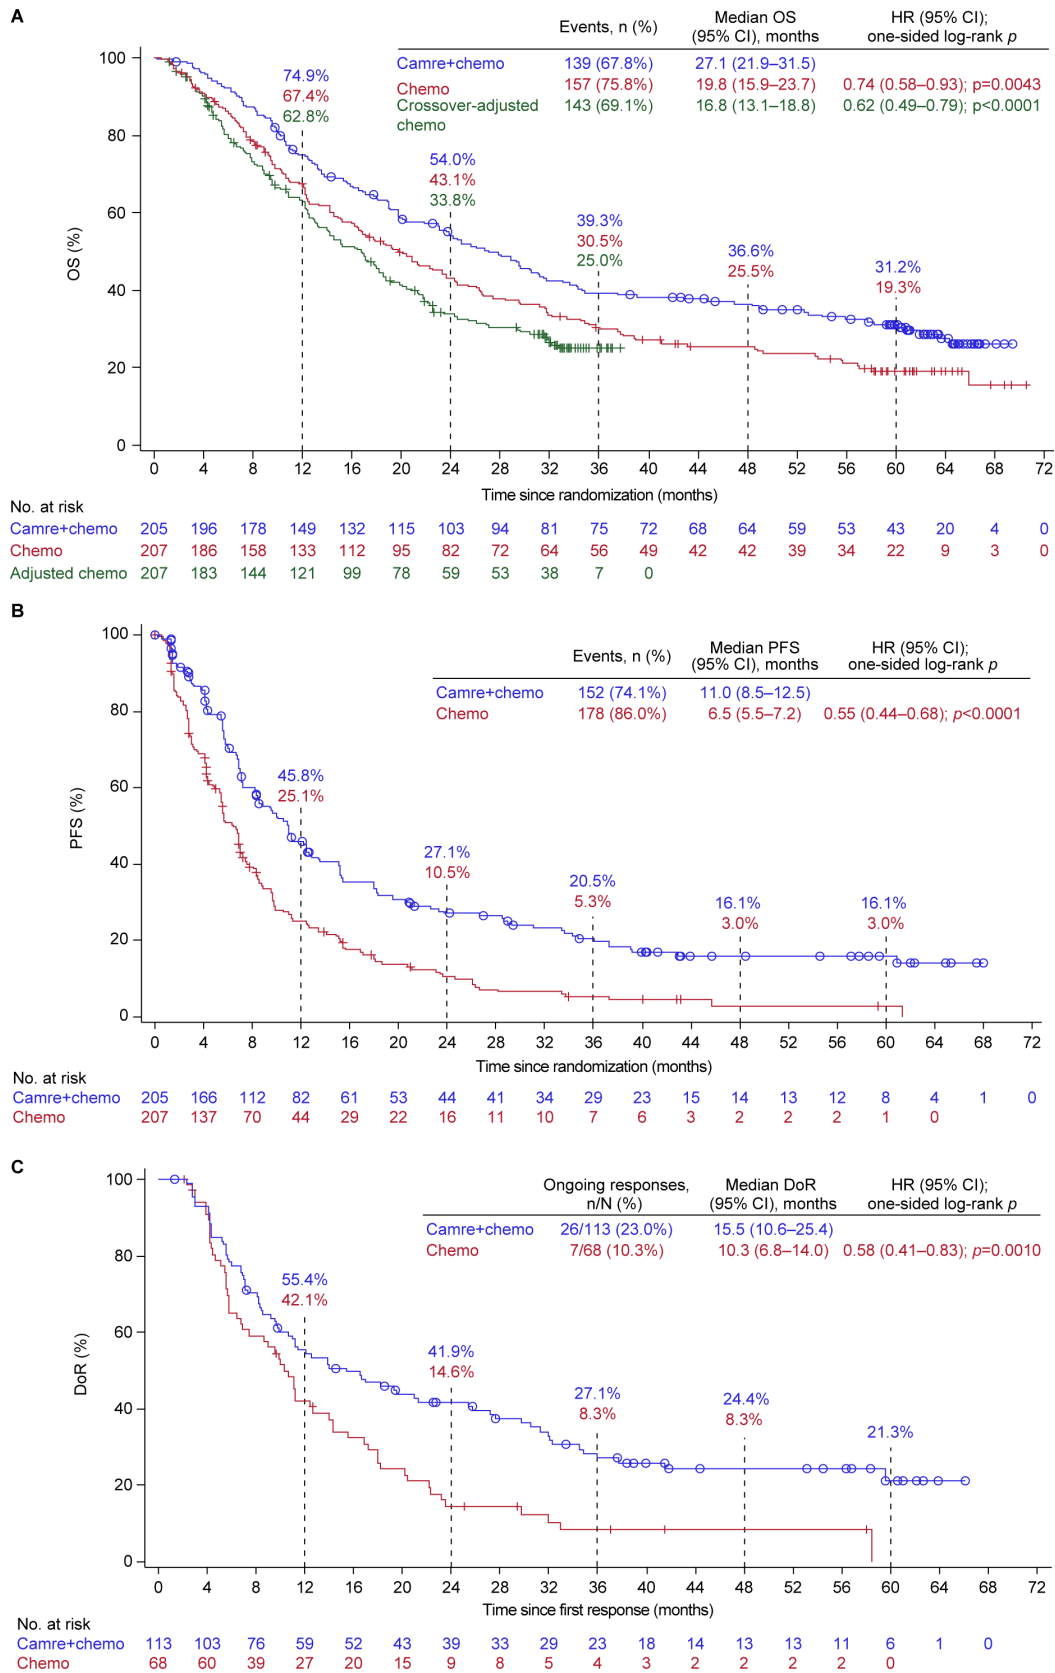 A
Events, n (%) Median OS (95% CI), months HR (95% CI); one-sided log-rank p
Camre+chemo 139 (67.8%) 27.1 (21.9–31.5)
Chemo 157 (75.8%) 19.8 (15.9–23.7) 0.74 (0.58–0.93); p=0.0043
Crossover-adjusted chemo 143 (69.1%) 16.8 (13.1–18.8) 0.62 (0.49–0.79); p<0.0001
OS (%)
100
80
60
40
20
0
74.9%
67.4%
62.8%
54.0%
43.1%
33.8%
39.3%
30.5%
25.0%
36.6%
25.5%
31.2%
19.3%
0 4 8 12 16 20 24 28 32 36 40 44 48 52 56 60 64 68 72
Time since randomization (months)
No. at risk
Camre+chemo 205 196 178 149 132 115 103 94 81 75 72 68 64 59 53 43 20 4 0
Chemo 207 186 158 133 112 95 82 72 64 56 49 42 42 39 34 22 9 3 0
Adjusted chemo 207 183 144 121 99 78 59 53 38 7 0
B
Events, n (%) Median PFS (95% CI), months HR (95% CI); one-sided log-rank p
Camre+chemo 152 (74.1%) 11.0 (8.5–12.5)
Chemo 178 (86.0%) 6.5 (5.5–7.2) 0.55 (0.44–0.68); p<0.0001
PFS (%)
100
80
60
40
20
0
45.8%
25.1%
27.1%
10.5%
20.5%
5.3%
16.1%
3.0%
16.1%
3.0%
0 4 8 12 16 20 24 28 32 36 40 44 48 52 56 60 64 68 72
Time since randomization (months)
No. at risk
Camre+chemo 205 166 112 82 61 53 44 41 34 29 23 15 14 13 12 8 4 1 0
Chemo 207 137 70 44 29 22 16 11 10 7 6 3 2 2 2 1 0
C
Ongoing responses, n/N (%) Median DoR (95% CI), months HR (95% CI); one-sided log-rank p
Camre+chemo 26/113 (23.0%) 15.5 (10.6–25.4)
Chemo 7/68 (10.3%) 10.3 (6.8–14.0) 0.58 (0.41–0.83); p=0.0010
DoR (%)
100
80
60
40
20
0
55.4%
42.1%
41.9%
14.6%
27.1%
8.3%
24.4%
8.3%
21.3%
0 4 8 12 16 20 24 28 32 36 40 44 48 52 56 60 64 68 72
Time since first response (months)
No. at risk
Camre+chemo 113 103 76 59 52 43 39 33 29 23 18 14 13 13 11 6 1 0
Chemo 68 60 39 27 20 15 9 8 5 4 3 2 2 2 2 0